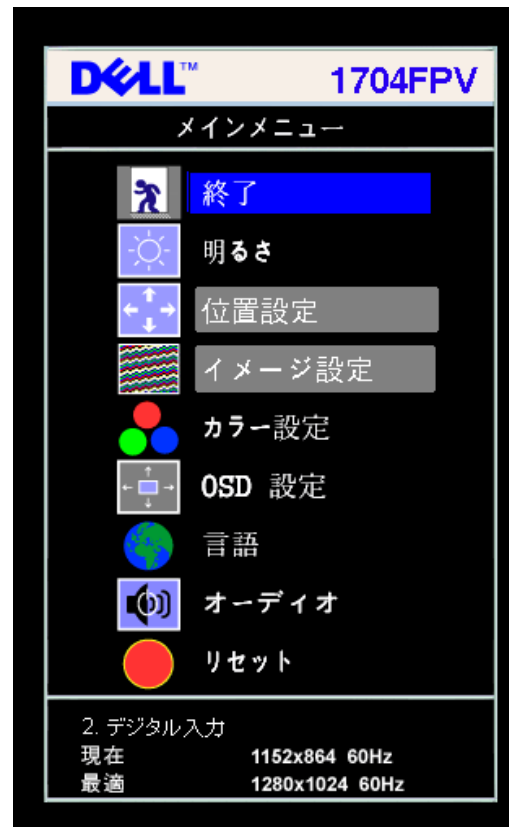 DELL™ 1704FPV
メインメニュー
終了
明るさ
位置設定
イメージ設定
カラー設定
OSD 設定
言語
オーディオ
リセット
2. デジタル入力
現在 1152x864 60Hz
最適 1280x1024 60Hz